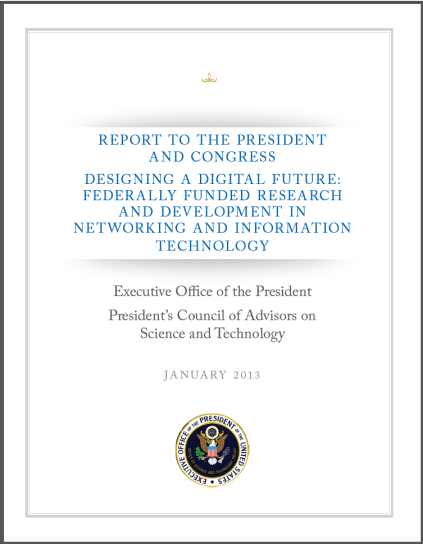 REPORT TO THE PRESIDENT
AND CONGRESS
DESIGNING A DIGITAL FUTURE:
FEDERALLY FUNDED RESEARCH
AND DEVELOPMENT IN
NETWORKING AND INFORMATION
TECHNOLOGY
Executive Office of the President
President's Council of Advisors on
Science and Technology
JANUARY 2013
EXECUTIVE OFFICE OF THE PRESIDENT OF THE UNITED STATES